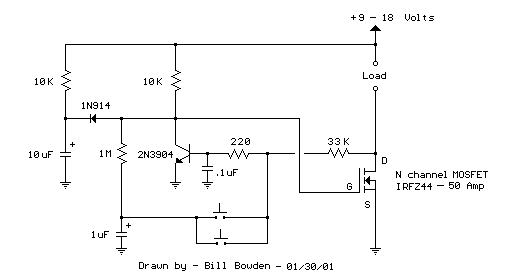 +9 - 18 Volts
10K
10K
Load
1N914
220
33K
10uF
+
1M
2N3904
.1uF
D
G
S
N channel MOSFET
IRFZ44 - 50 Amp
1uF
+
Drawn by - Bill Bowden - 01/30/01